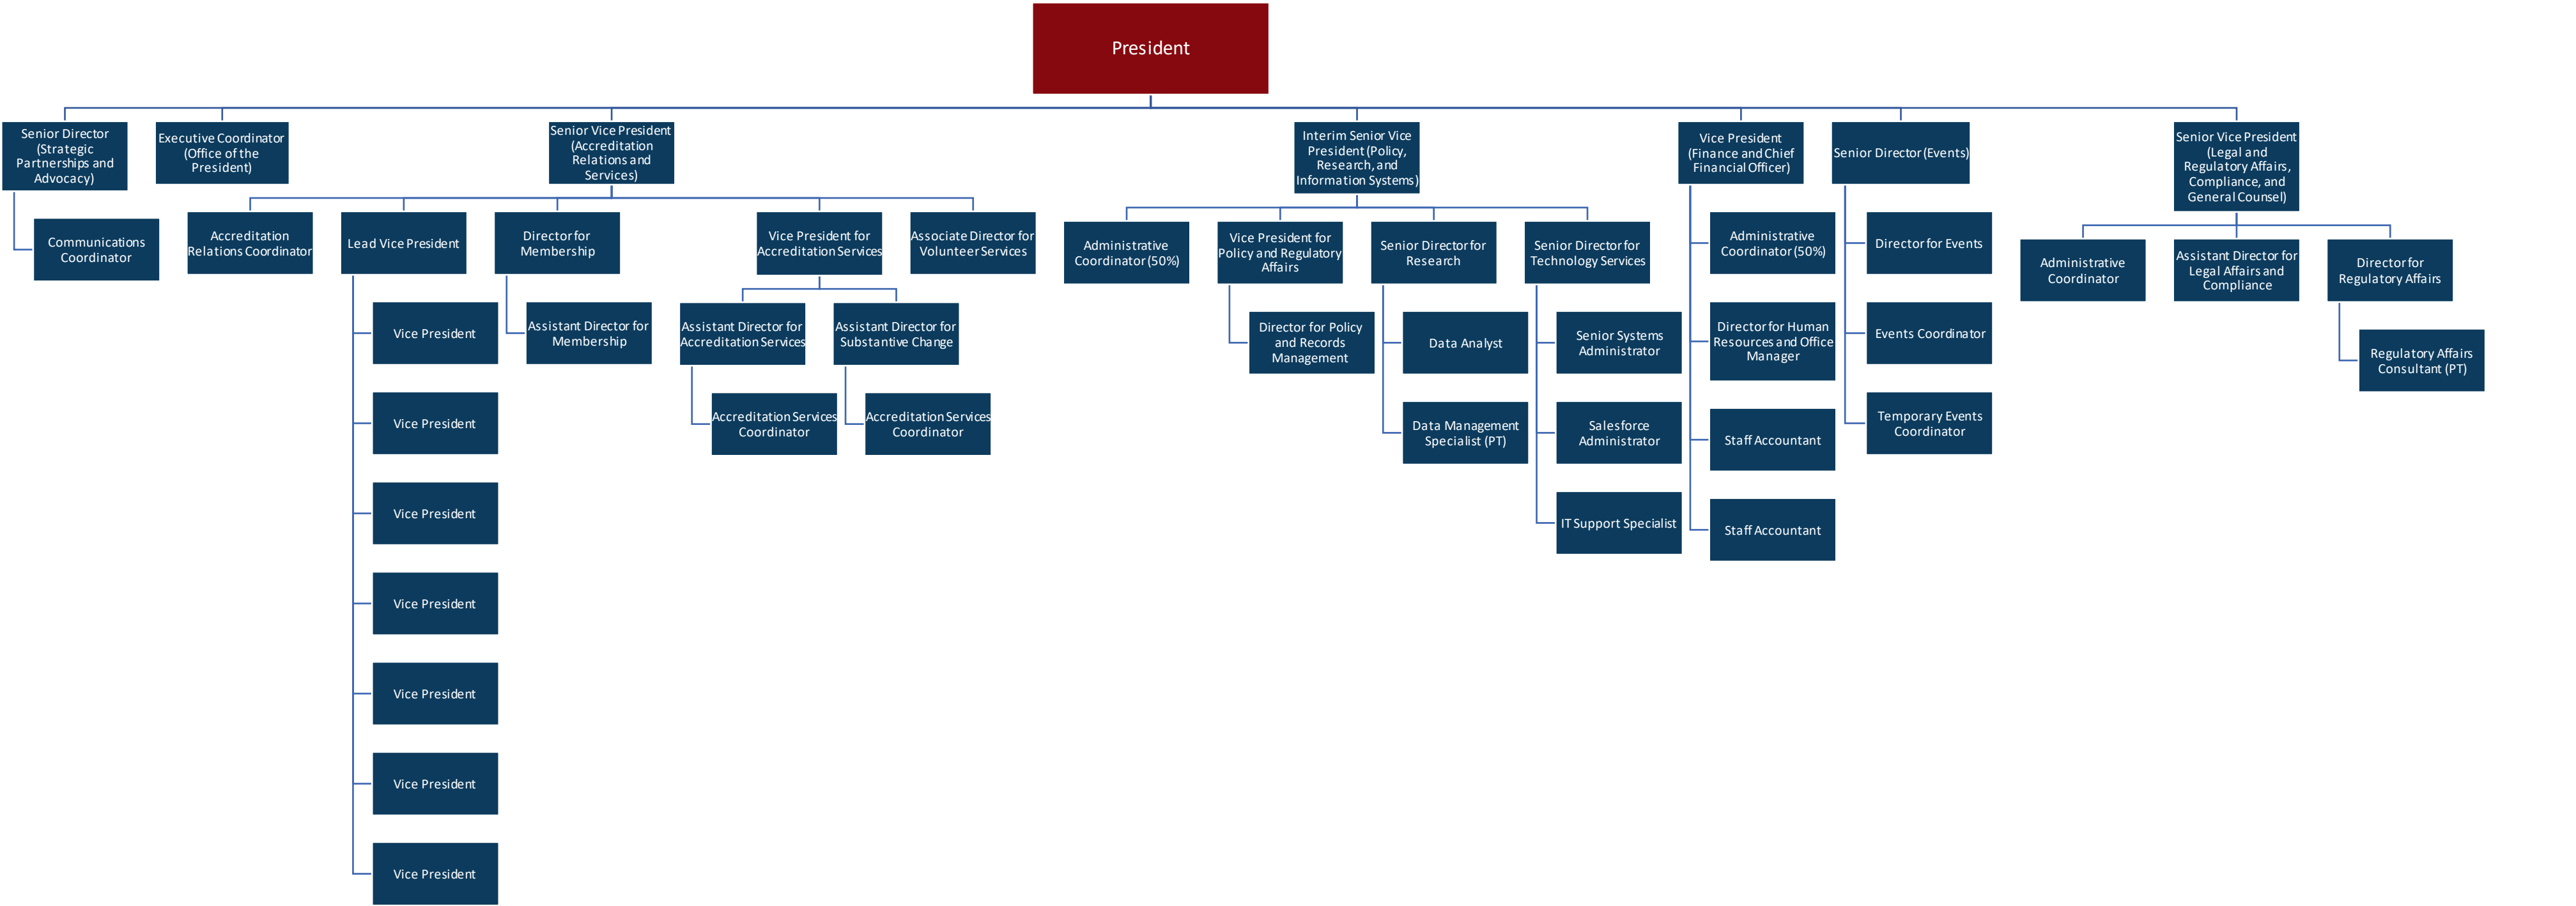 President
Senior Director
(Strategic
Partnerships and
Advocacy)
Communications
Coordinator
Executive Coordinator
(Office of the
President)
Senior Vice President
(Accreditation
Relations and
Services)
Accreditation
Relations Coordinator
Lead Vice President
Vice President
Vice President
Vice President
Vice President
Vice President
Vice President
Vice President
Director for
Membership
Assistant Director for
Membership
Vice President for
Accreditation Services
Assistant Director for
Accreditation Services
Accreditation Services
Coordinator
Assistant Director for
Substantive Change
Accreditation Services
Coordinator
Associate Director for
Volunteer Services
Interim Senior Vice
President (Policy,
Research, and
Information Systems)
Administrative
Coordinator (50%)
Vice President for
Policy and Regulatory
Affairs
Director for Policy
and Records
Management
Senior Director for
Research
Data Analyst
Data Management
Specialist (PT)
Senior Director for
Technology Services
Senior Systems
Administrator
Salesforce
Administrator
IT Support Specialist
Vice President
(Finance and Chief
Financial Officer)
Administrative
Coordinator (50%)
Director for Human
Resources and Office
Manager
Staff Accountant
Staff Accountant
Senior Director (Events)
Director for Events
Events Coordinator
Temporary Events
Coordinator
Senior Vice President
(Legal and
Regulatory Affairs,
Compliance, and
General Counsel)
Administrative
Coordinator
Assistant Director for
Legal Affairs and
Compliance
Director for
Regulatory Affairs
Regulatory Affairs
Consultant (PT)